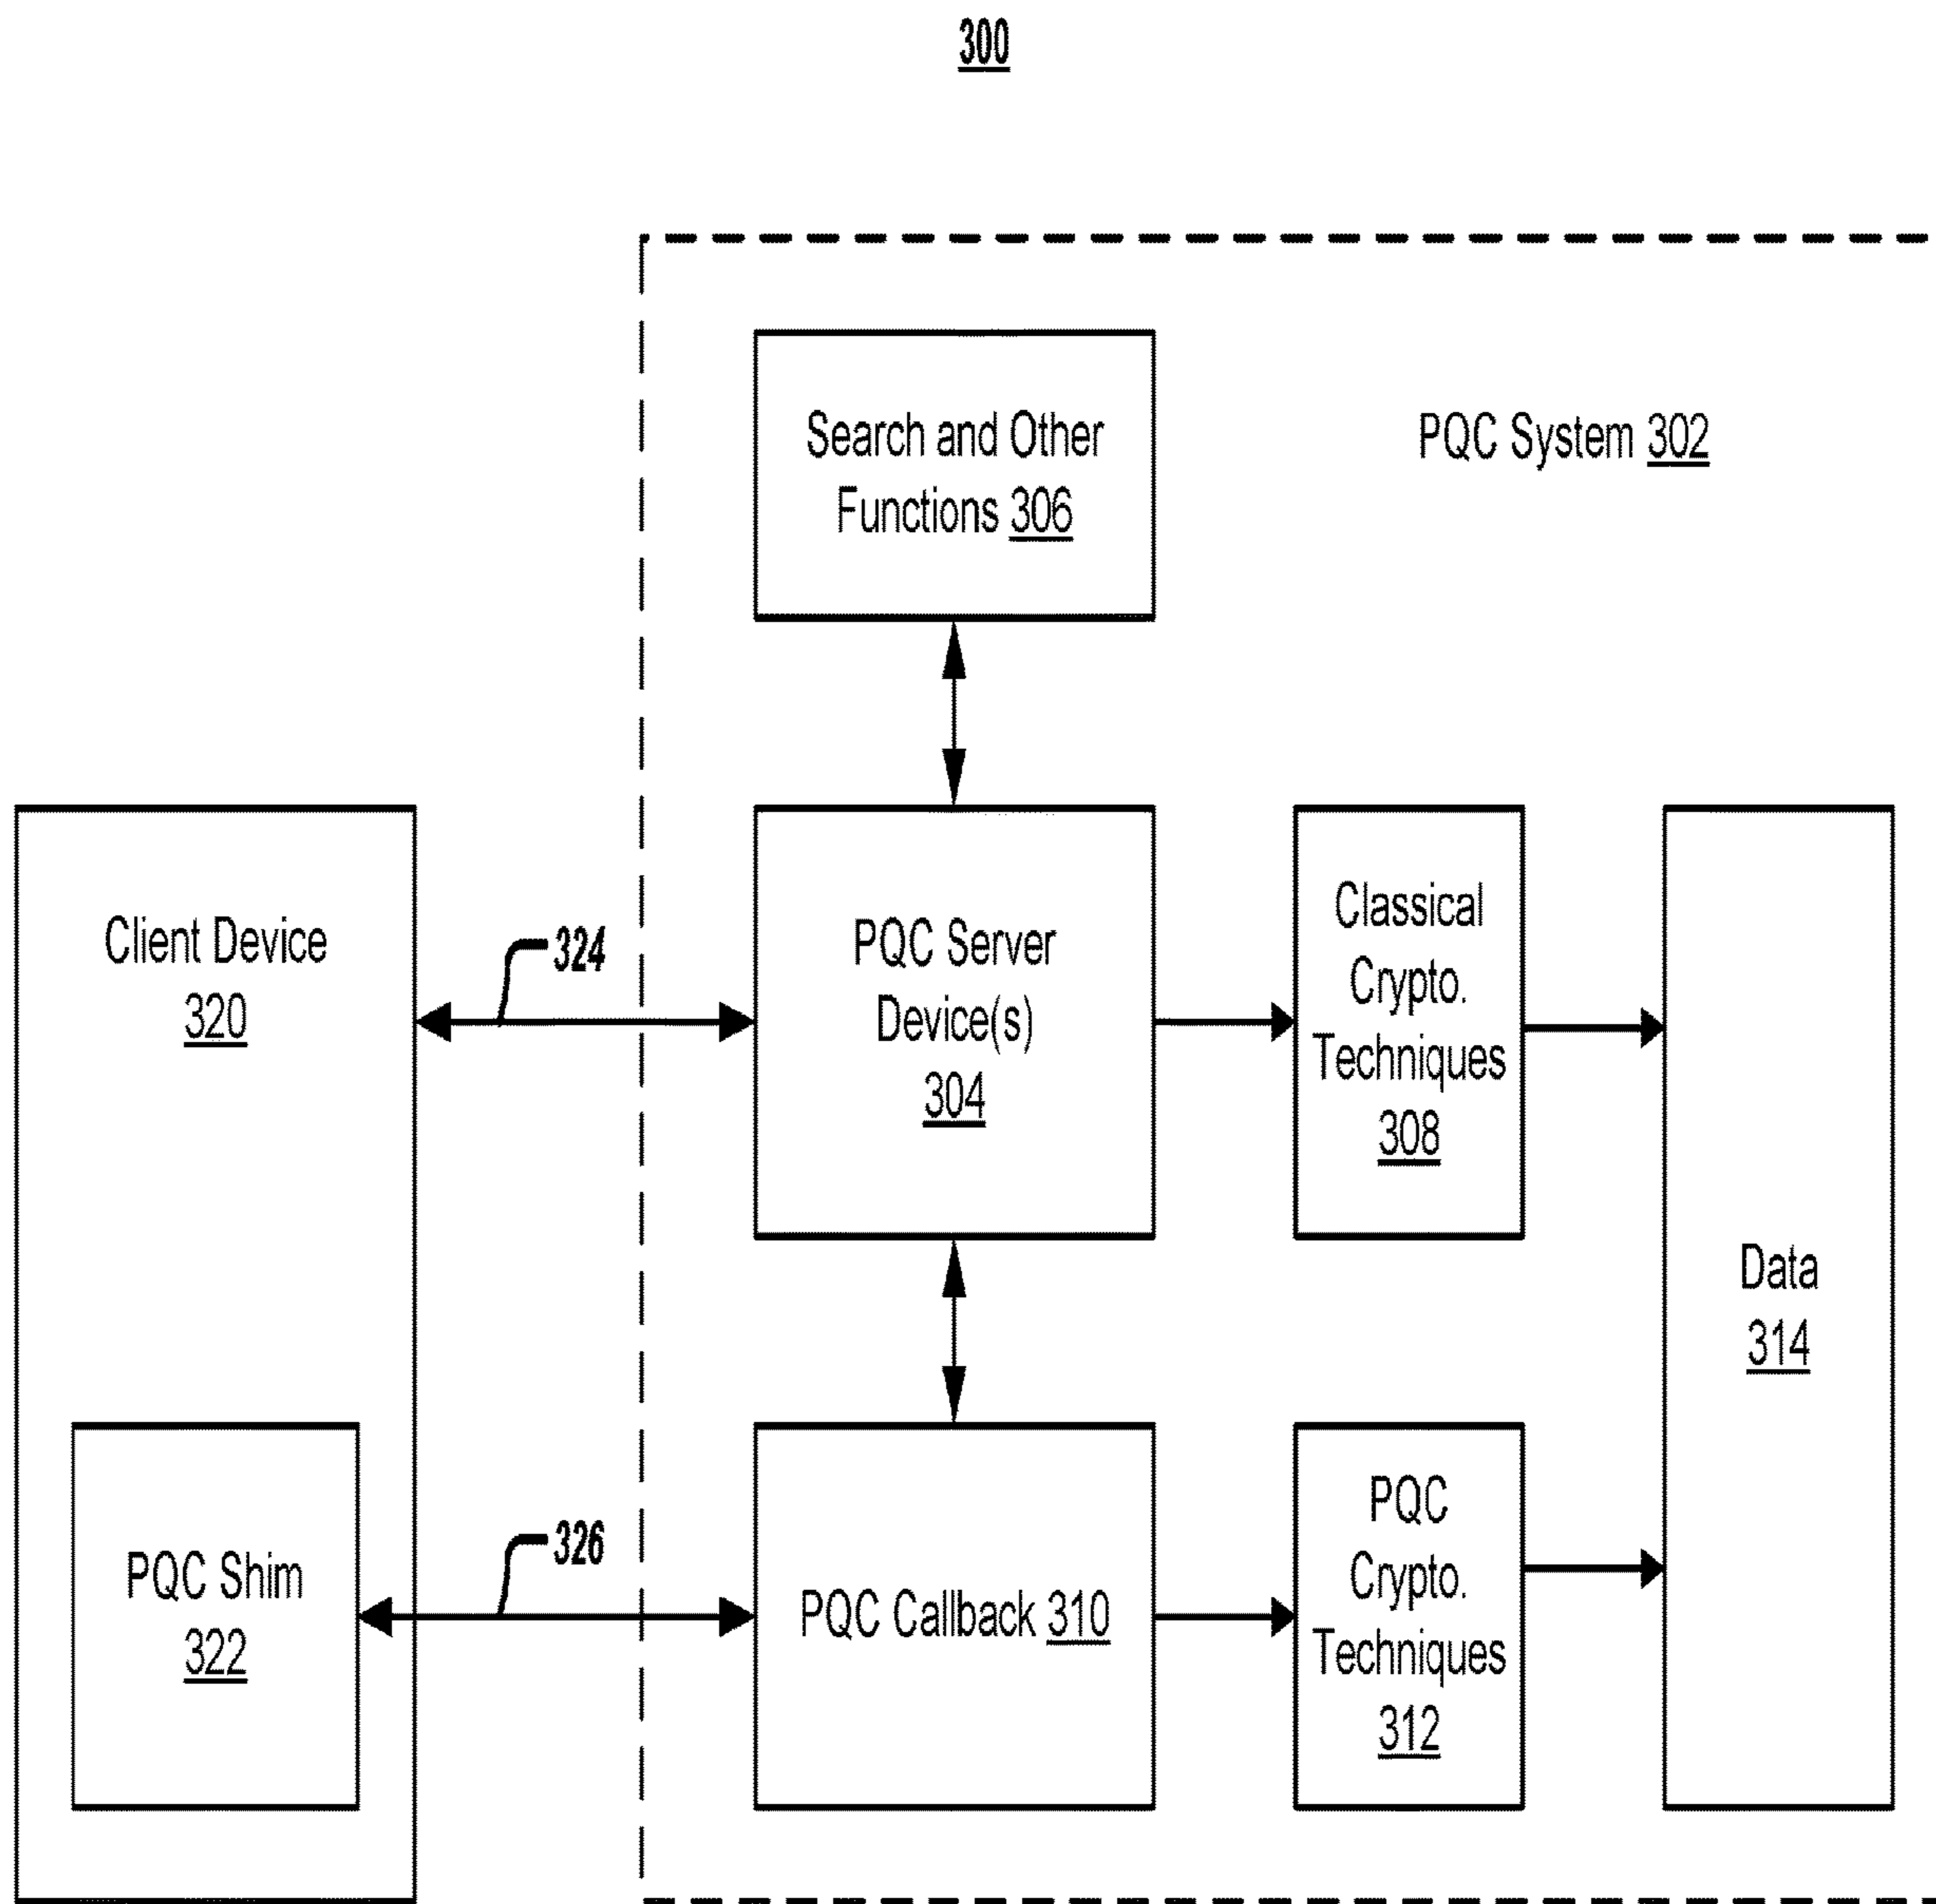 300
Search and Other
Functions 306
PQC System 302
Client Device
320
324
PQC Server
Device(s)
304
Classical
Crypto.
Techniques
308
Data
314
PQC Shim
322
326
PQC Callback 310
PQC
Crypto.
Techniques
312